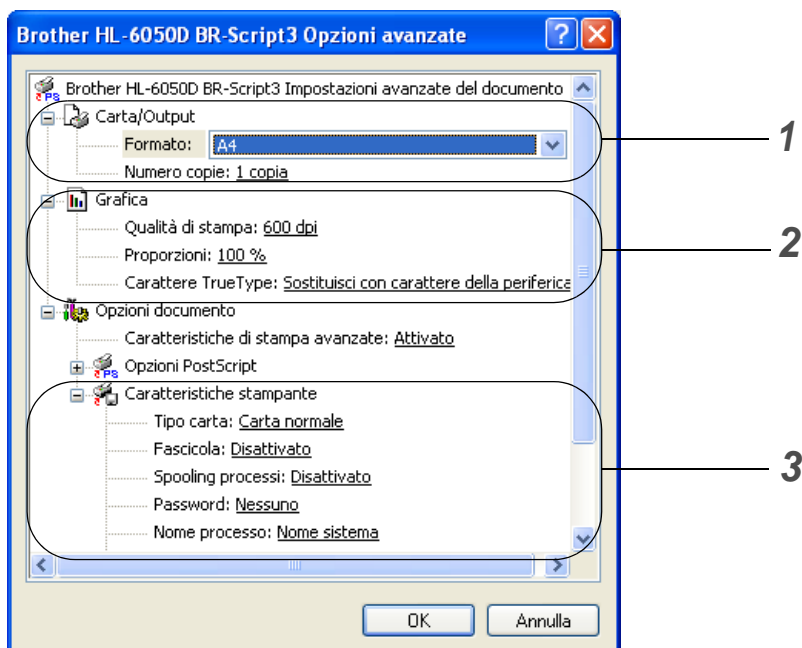 Brother HL-6050D BR-Script3 Opzioni avanzate
Brother HL-6050D BR-Script3 Impostazioni avanzate del documento
Carta/Output
Formato: A4
Numero copie: 1 copia
1
Grafica
Qualità di stampa: 600 dpi
Proporzioni: 100 %
Carattere TrueType: Sostituisci con carattere della periferica
2
Opzioni documento
Caratteristiche di stampa avanzate: Attivato
PS Opzioni PostScript
Caratteristiche stampante
Tipo carta: Carta normale
Fascicola: Disattivato
Spooling processi: Disattivato
Password: Nessuno
Nome processo: Nome sistema
3
OK
Annulla